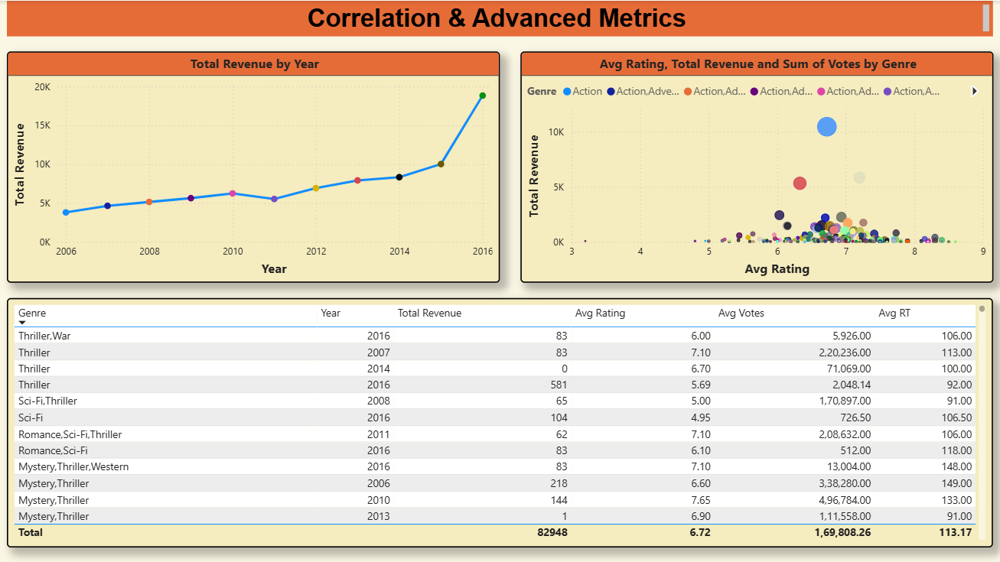 Correlation & Advanced Metrics
Total Revenue by Year
20K
15K
10K
5K
0K
Total Revenue
2006 2008 2010 2012 2014 2016
Year
Avg Rating, Total Revenue and Sum of Votes by Genre
Genre Action Action,Adve... Action,Ad... Action,Ad... Action,Ad... Action,A...
10K
5K
0K
Total Revenue
3 4 5 6 7 8 9
Avg Rating
Genre Year Total Revenue Avg Rating Avg Votes Avg RT
Thriller,War 2016 83 6.00 5,926.00 106.00
Thriller 2007 83 7.10 2,20,236.00 113.00
Thriller 2014 0 6.70 71,069.00 100.00
Thriller 2016 581 5.69 2,048.14 92.00
Sci-Fi,Thriller 2008 65 5.00 1,70,897.00 91.00
Sci-Fi 2016 104 4.95 726.50 106.50
Romance,Sci-Fi,Thriller 2011 62 7.10 2,08,632.00 106.00
Romance,Sci-Fi 2016 83 6.10 512.00 118.00
Mystery,Thriller,Western 2016 83 7.10 13,004.00 148.00
Mystery,Thriller 2006 218 6.60 3,38,280.00 149.00
Mystery,Thriller 2010 144 7.65 4,96,784.00 133.00
Mystery,Thriller 2013 1 6.90 1,11,558.00 91.00
Total 82948 6.72 1,69,808.26 113.17